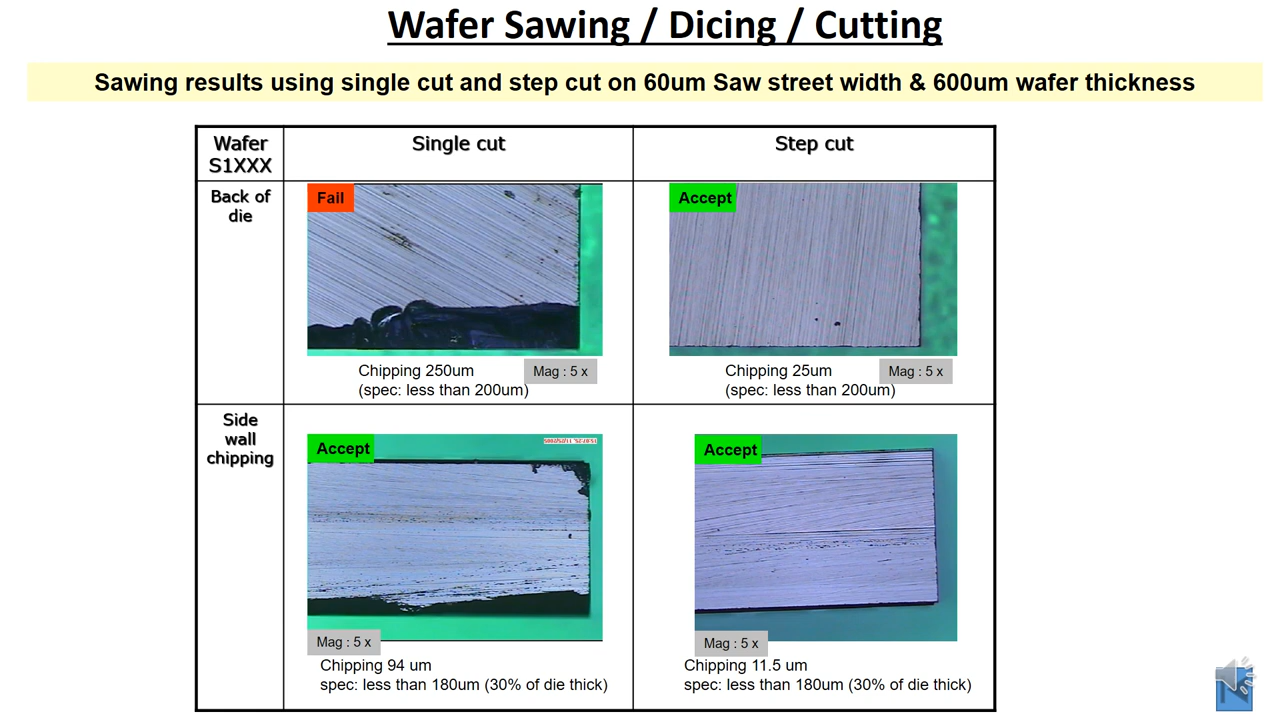 Wafer Sawing / Dicing / Cutting
Sawing results using single cut and step cut on 60um Saw street width & 600um wafer thickness
Wafer
S1XXX
Single cut
Step cut
Back of
die
Fail
Chipping 250um
(spec: less than 200um)
Mag : 5 x
Accept
Chipping 25um
(spec: less than 200um)
Mag : 5 x
Side
wall
chipping
Accept
Mag : 5 x
Chipping 94 um
spec: less than 180um (30% of die thick)
Accept
Mag : 5 x
Chipping 11.5 um
spec: less than 180um (30% of die thick)